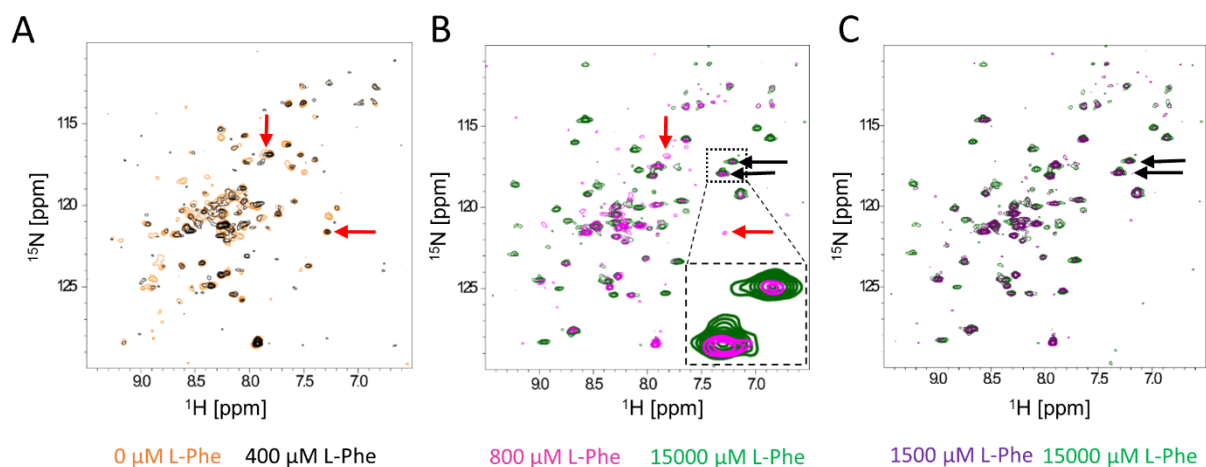 A
B
C
115
120
125
15N [ppm]
9.0 8.5 8.0 7.5 7.0
1H [ppm]
115
120
125
15N [ppm]
9.0 8.5 8.0 7.5 7.0
1H [ppm]
115
120
125
15N [ppm]
9.0 8.5 8.0 7.5 7.0
1H [ppm]
0 µM L-Phe 400 µM L-Phe
800 µM L-Phe 15000 µM L-Phe
1500 µM L-Phe 15000 µM L-Phe